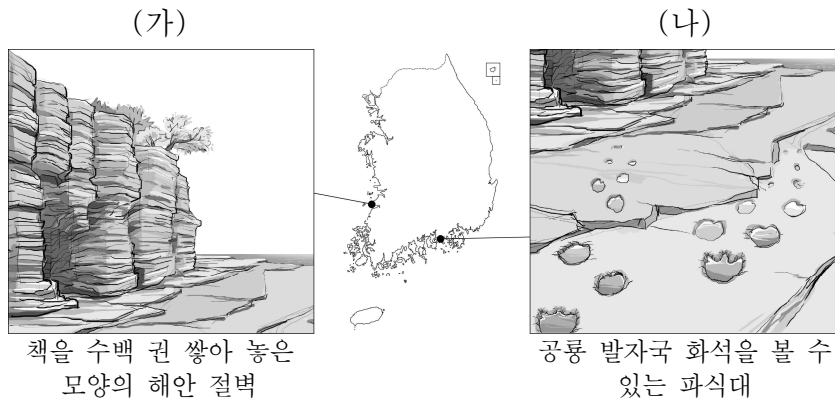 (가)
(나)
책을 수백 권 쌓아 놓은
모양의 해안 절벽
공룡 발자국 화석을 볼 수
있는 파식대